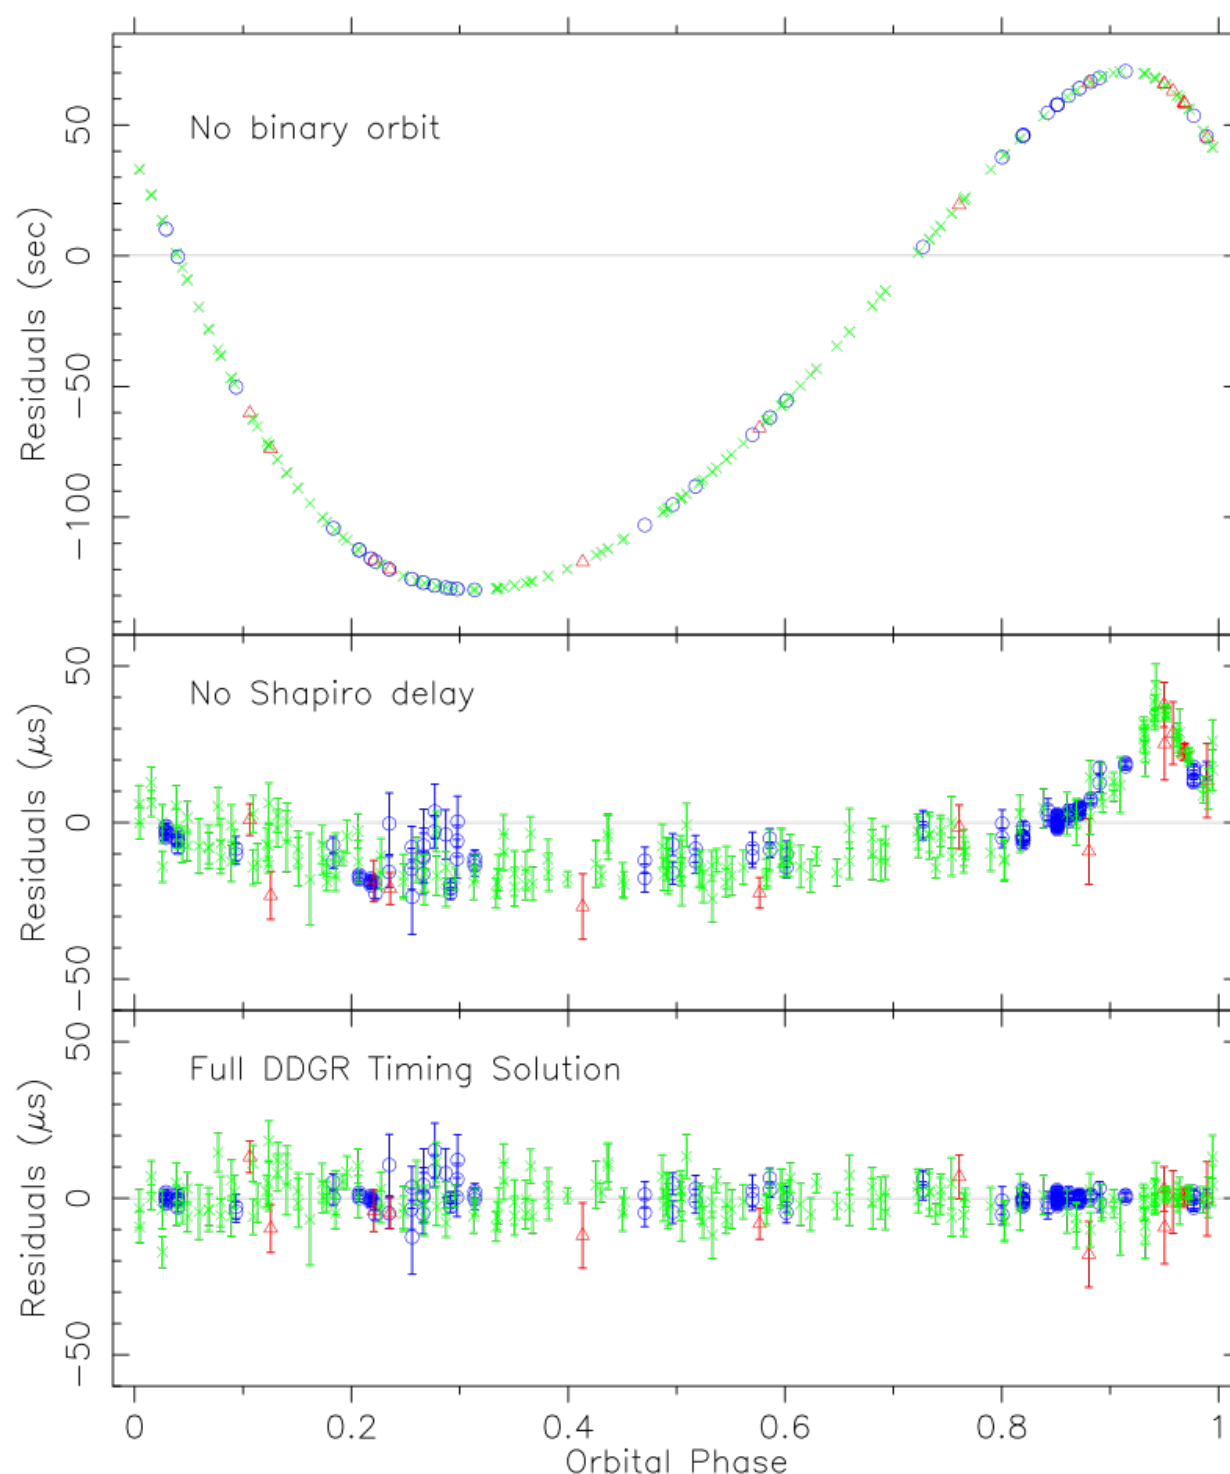 No binary orbit
Residuals (sec)
50
0
−50
−100
No Shapiro delay
Residuals (μs)
50
0
−50
Full DDGR Timing Solution
Residuals (μs)
50
0
−50
0 0.2 0.4 0.6 0.8 1
Orbital Phase